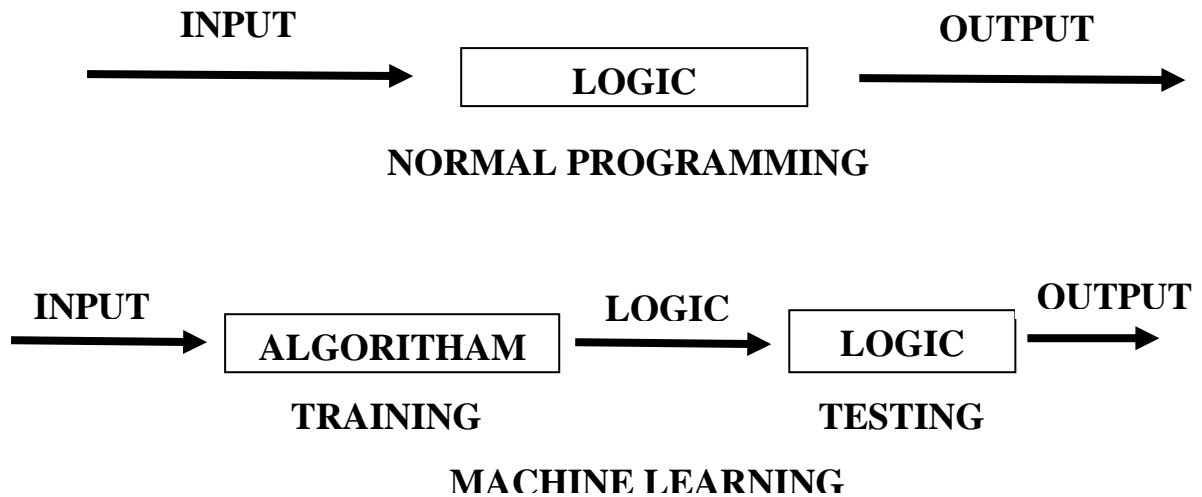 INPUT
OUTPUT
LOGIC
NORMAL PROGRAMMING
INPUT
LOGIC
OUTPUT
ALGORITHAM
LOGIC
TRAINING
TESTING
MACHINE LEARNING